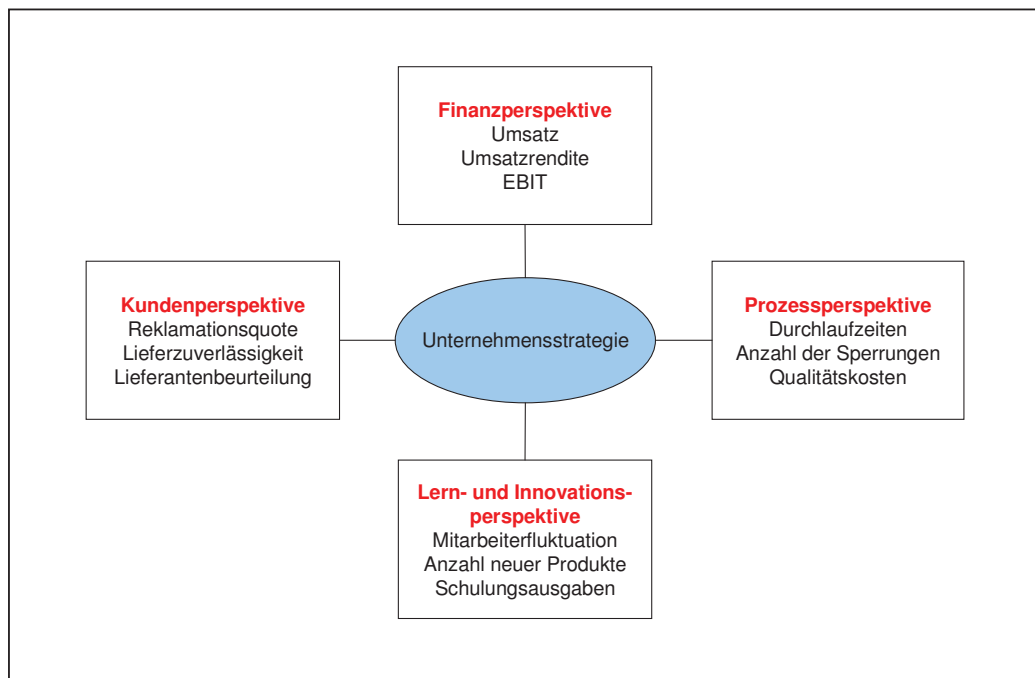 Finanzperspektive
Umsatz
Umsatzrendite
EBIT
Kundenperspektive
Reklamationsquote
Lieferzuverlässigkeit
Lieferantenbeurteilung
Unternehmensstrategie
Prozessperspektive
Durchlaufzeiten
Anzahl der Sperrungen
Qualitätskosten
Lern- und Innovations-
perspektive
Mitarbeiterfluktuation
Anzahl neuer Produkte
Schulungsausgaben